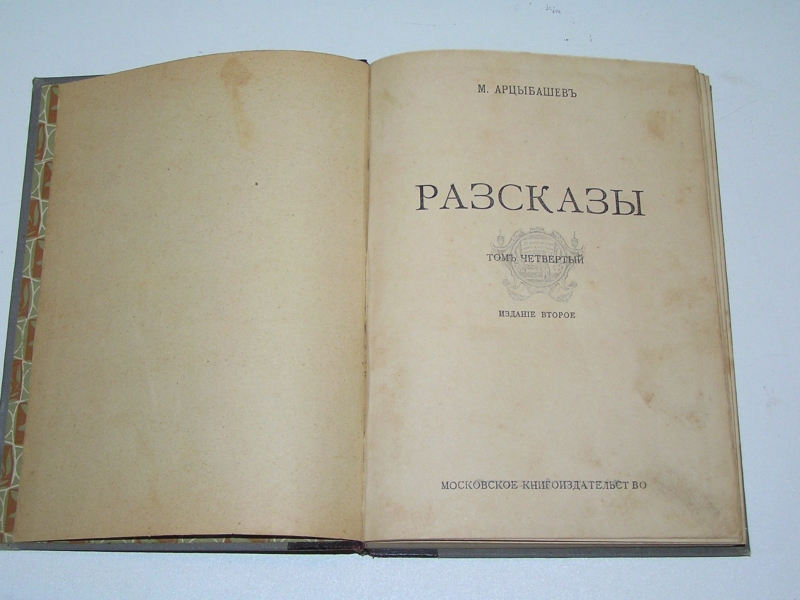 М. АРЦЫБАШЕВЪ
РАЗСКАЗЫ
ТОМЪ ЧЕТВЕРТЫЙ
ИЗДАНІЕ ВТОРОЕ
МОСКОВСКОЕ КНИГОИЗДАТЕЛЬСТВО